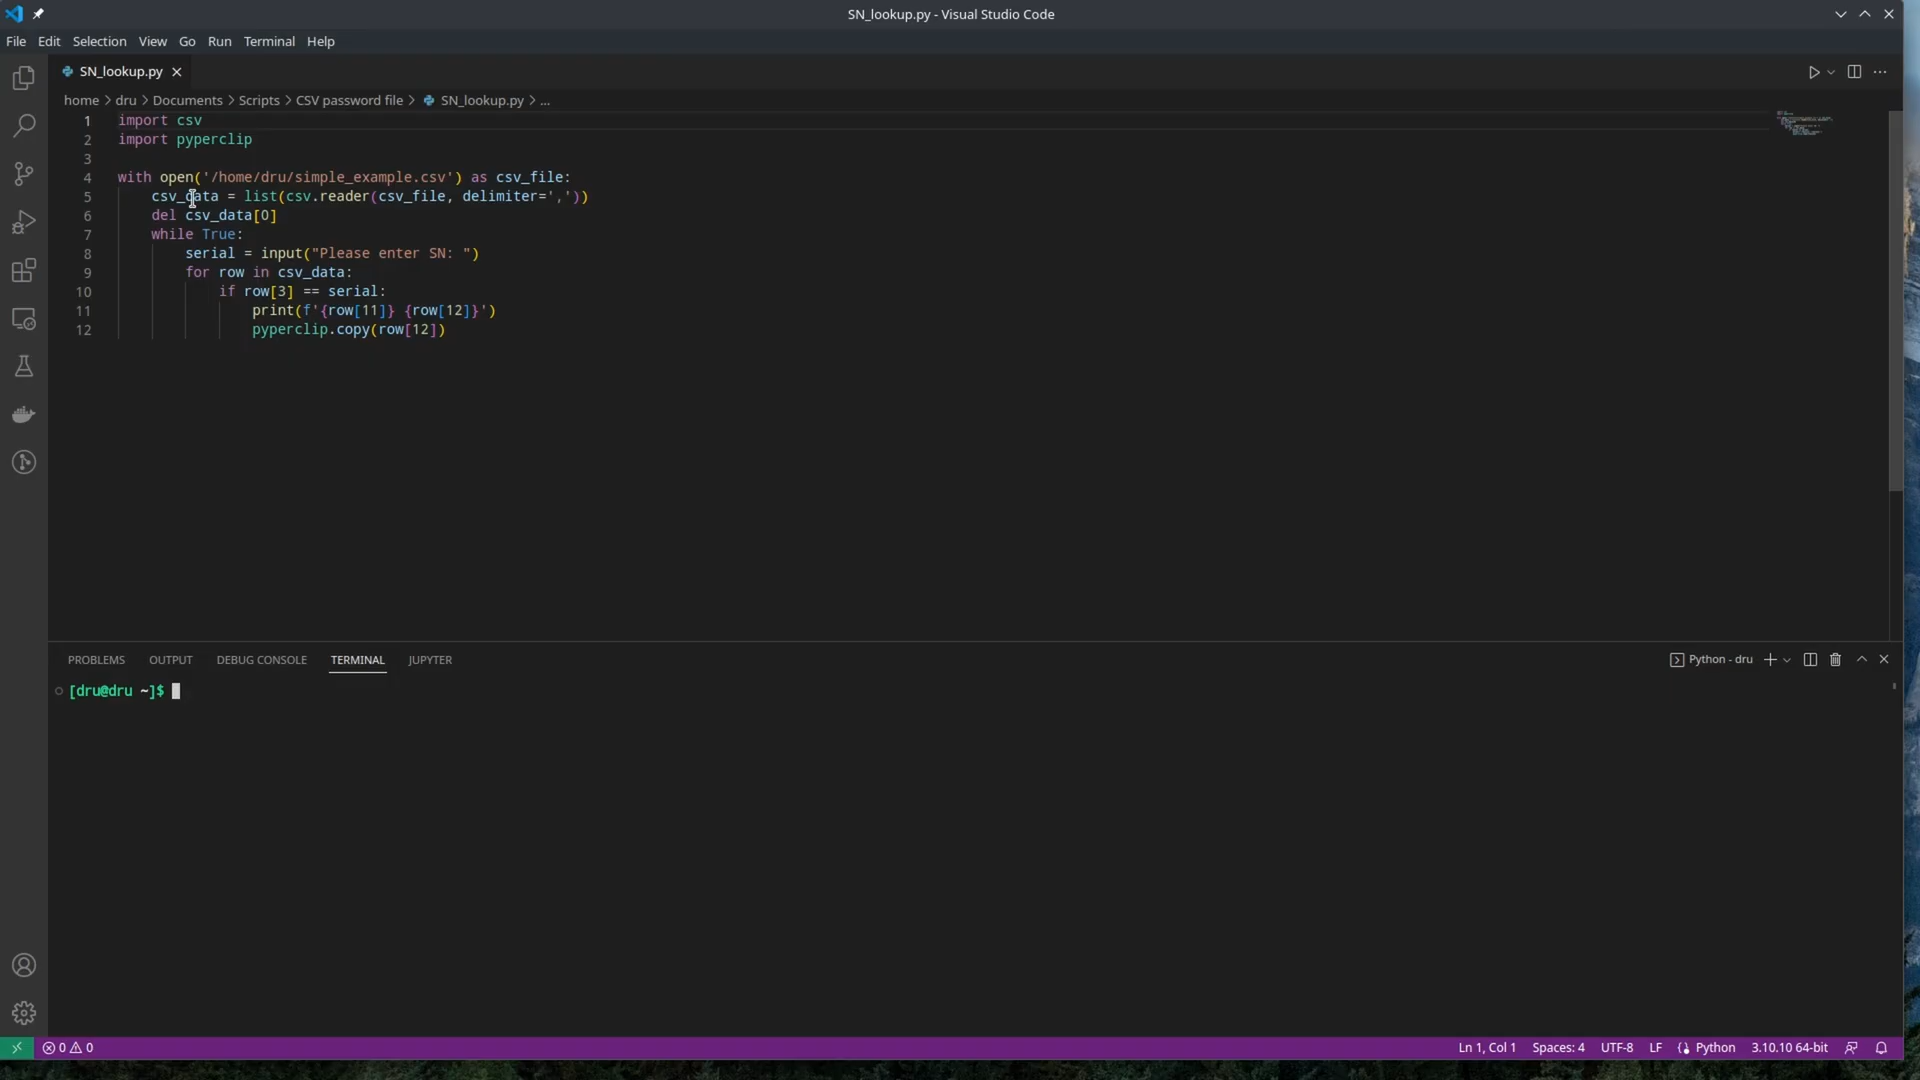 SN_lookup.py - Visual Studio Code
File Edit Selection View Go Run Terminal Help
SN_lookup.py
home > dru > Documents > Scripts > CSV password file > SN_lookup.py > ...
1 import csv
2 import pyperclip
3
4 with open('/home/dru/simple_example.csv') as csv_file:
5     csv_data = list(csv.reader(csv_file, delimiter=','))
6     del csv_data[0]
7     while True:
8         serial = input("Please enter SN: ")
9         for row in csv_data:
10             if row[3] == serial:
11                 print(f'{row[11]} {row[12]}')
12                 pyperclip.copy(row[12])
PROBLEMS OUTPUT DEBUG CONSOLE TERMINAL JUPYTER Python - dru
[dru@dru ~]$
0 0 Ln 1, Col 1 Spaces: 4 UTF-8 LF Python 3.10.10 64-bit